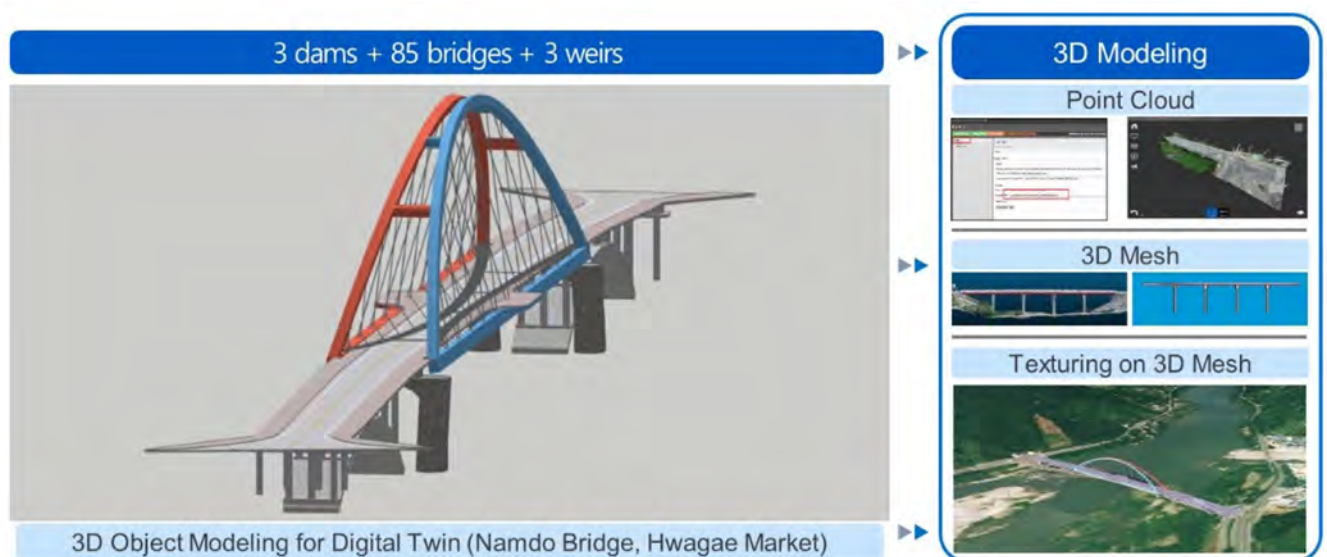 3 dams + 85 bridges + 3 weirs
3D Object Modeling for Digital Twin (Namdo Bridge, Hwagae Market)
3D Modeling
Point Cloud
3D Mesh
Texturing on 3D Mesh